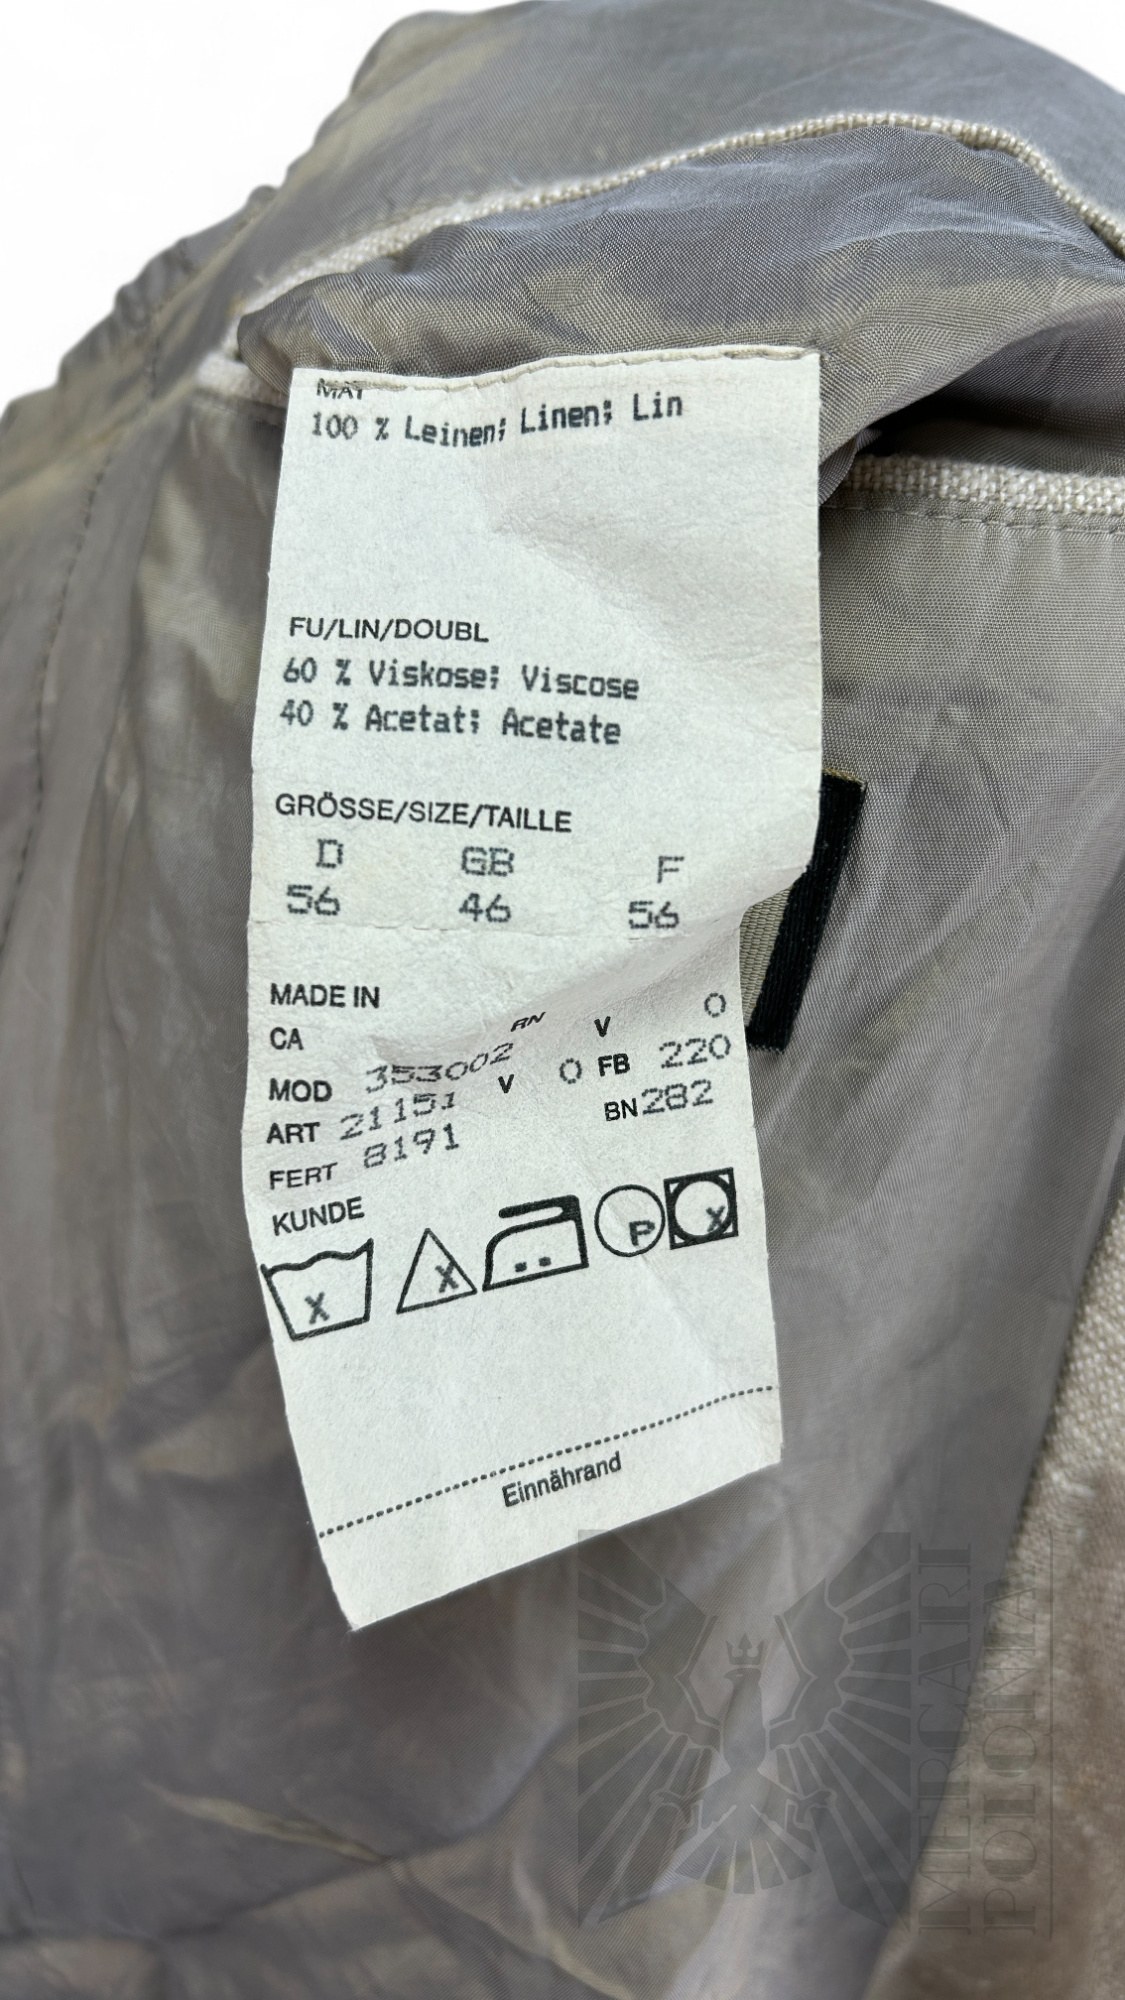 MAT
100 % Leinen; Linen; Lin
FU/LIN/DOUBL
60 % Viskose; Viscose
40 % Acetat; Acetate
GRÖSSE/SIZE/TAILLE
D GB F
56 46 56
MADE IN
CA RN V 0
MOD 353002 V 0 FB 220
ART 21151 BN 282
FERT 8191
KUNDE
X X P X
Einnährand
MERCARI
POLONIA